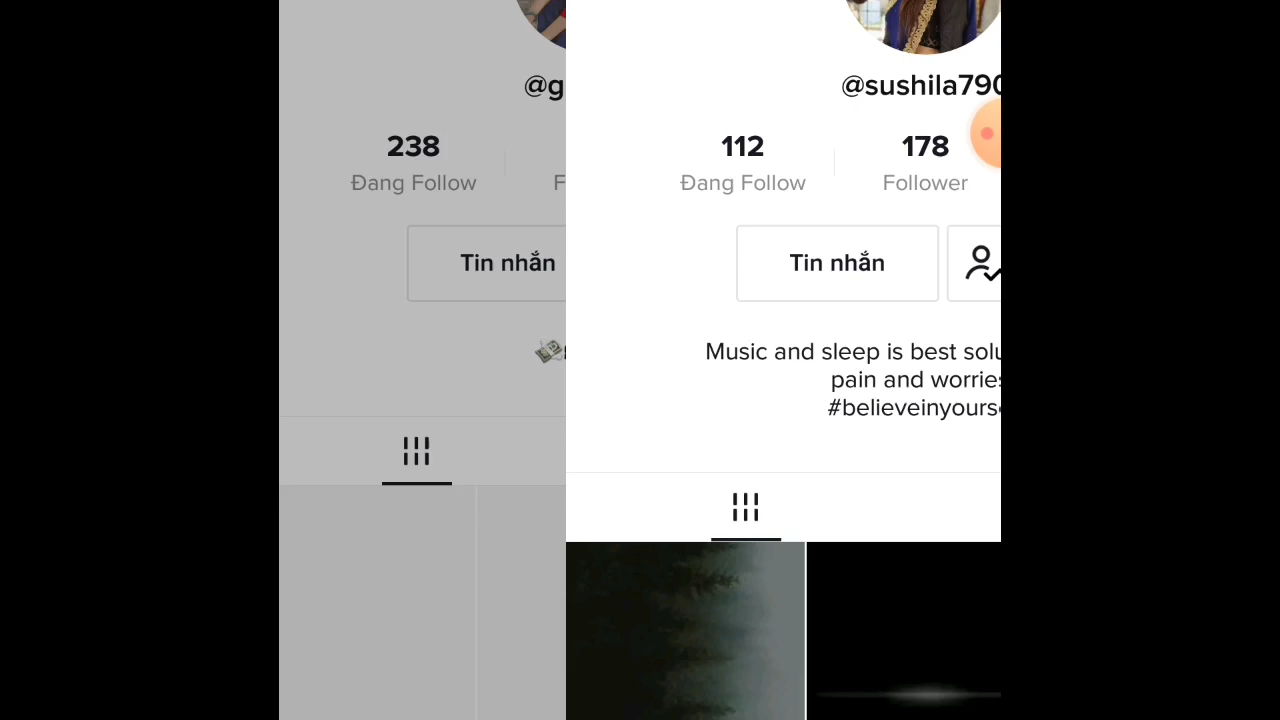 @g
238
Đang Follow
F
Tin nhắn
@sushila790
112
178
Đang Follow
Follower
Tin nhắn
Music and sleep is best solu
pain and worries
#believeinyours